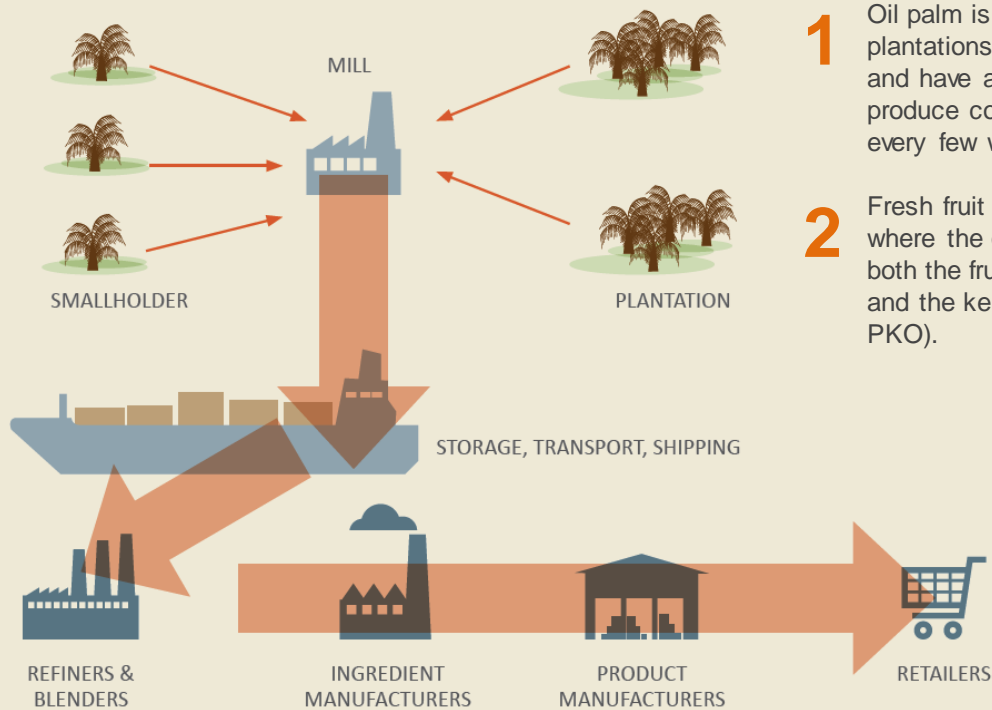 MILL
SMALLHOLDER
PLANTATION
STORAGE, TRANSPORT, SHIPPING
REFINERS &
BLENDERS
INGREDIENT
MANUFACTURERS
PRODUCT
MANUFACTURERS
RETAILERS
1
Oil palm is
plantations
and have a
produce co
every few w
2
Fresh fruit
where the
both the fru
and the ke
PKO).